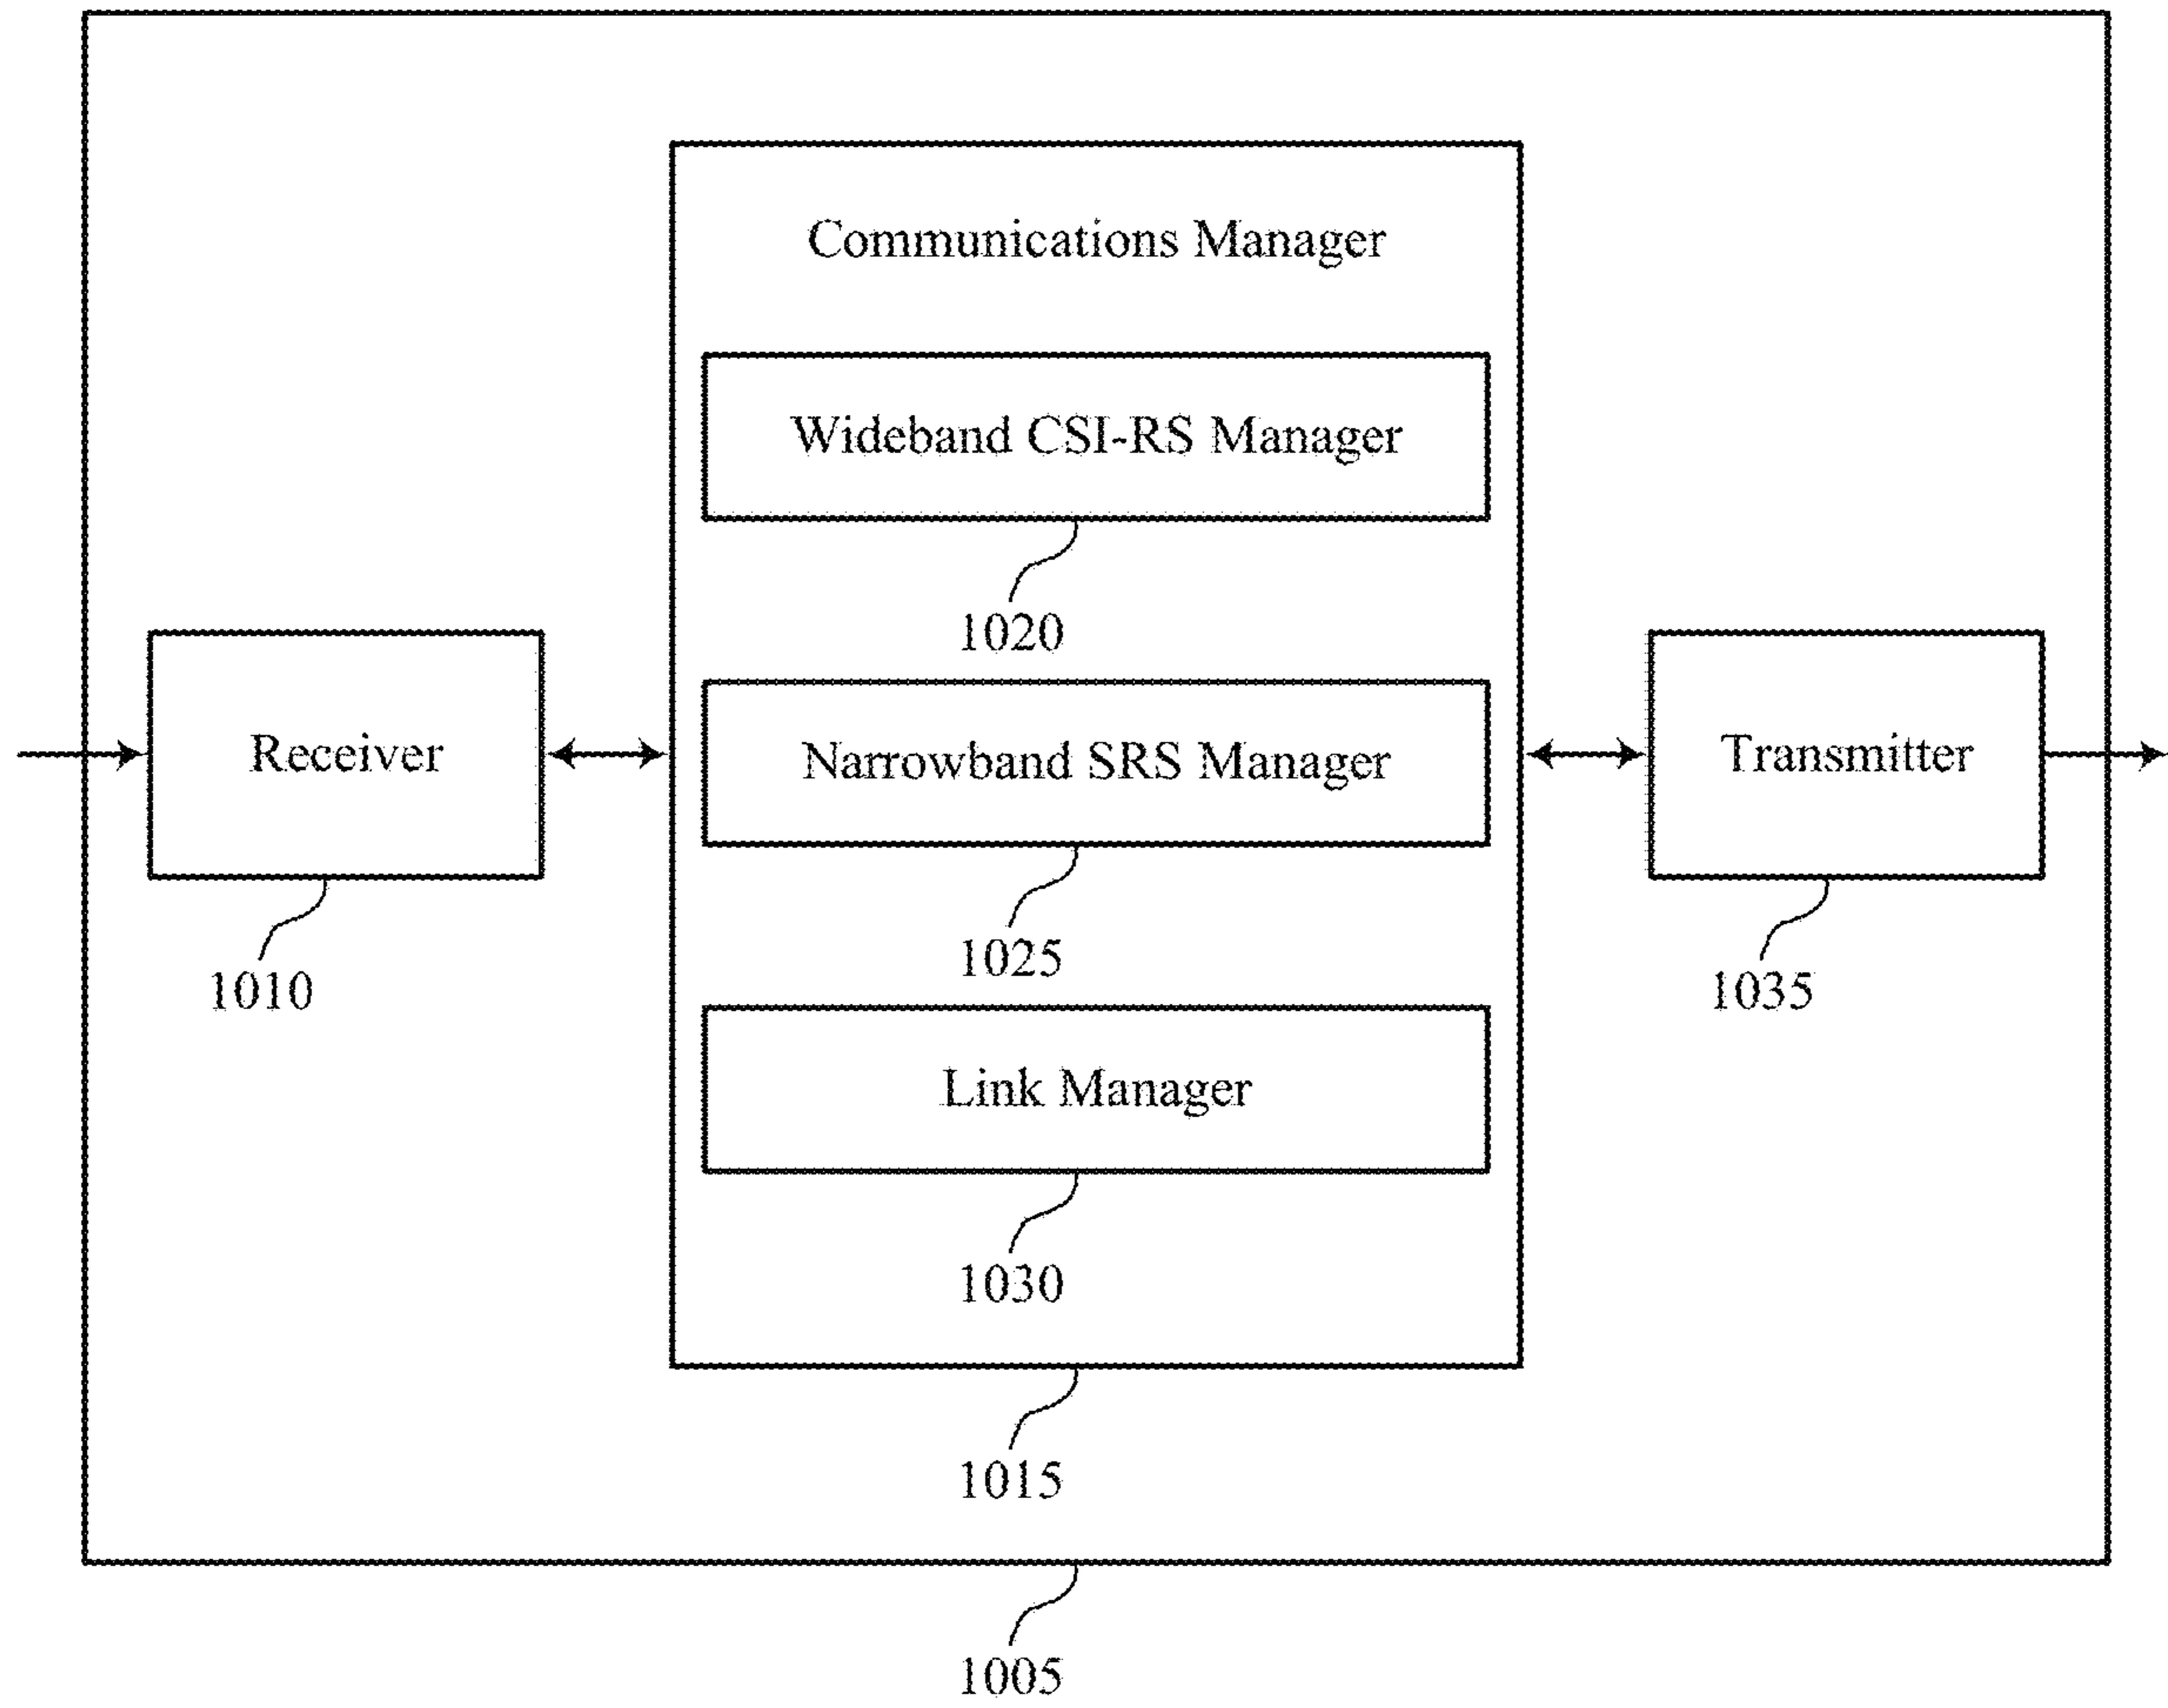 Communications Manager
Wideband CSI-RS Manager
1020
Receiver
1010
Narrowband SRS Manager
1025
Transmitter
1035
Link Manager
1030
1015
1005